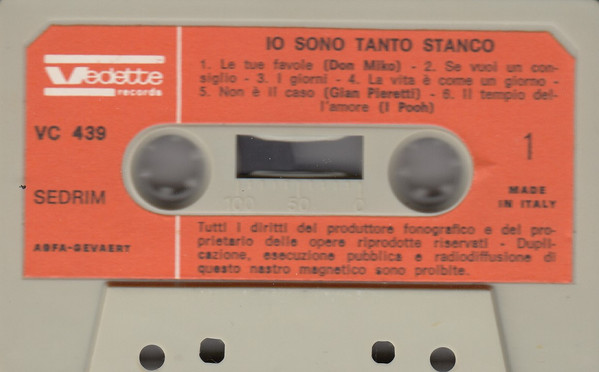 IO SONO TANTO STANCO
1. Le tue favole (Don Miko) - 2. Se vuoi un con-
siglio - 3. I giorni - 4. La vita è come un giorno -
5. Non è il caso (Gian Pieretti) - 6. Il tempio del-
l'amore (I Pooh)
Vedette
records
VC 439
1
SEDRIM
MADE
IN ITALY
AGFA-GEVAERT
100 50 0
Tutti i diritti del produttore fonografico e del pro-
prietario delle opere riprodotte riservati - Dupli-
cazione, esecuzione pubblica e radiodiffusione di
questo nastro magnetico sono proibite.